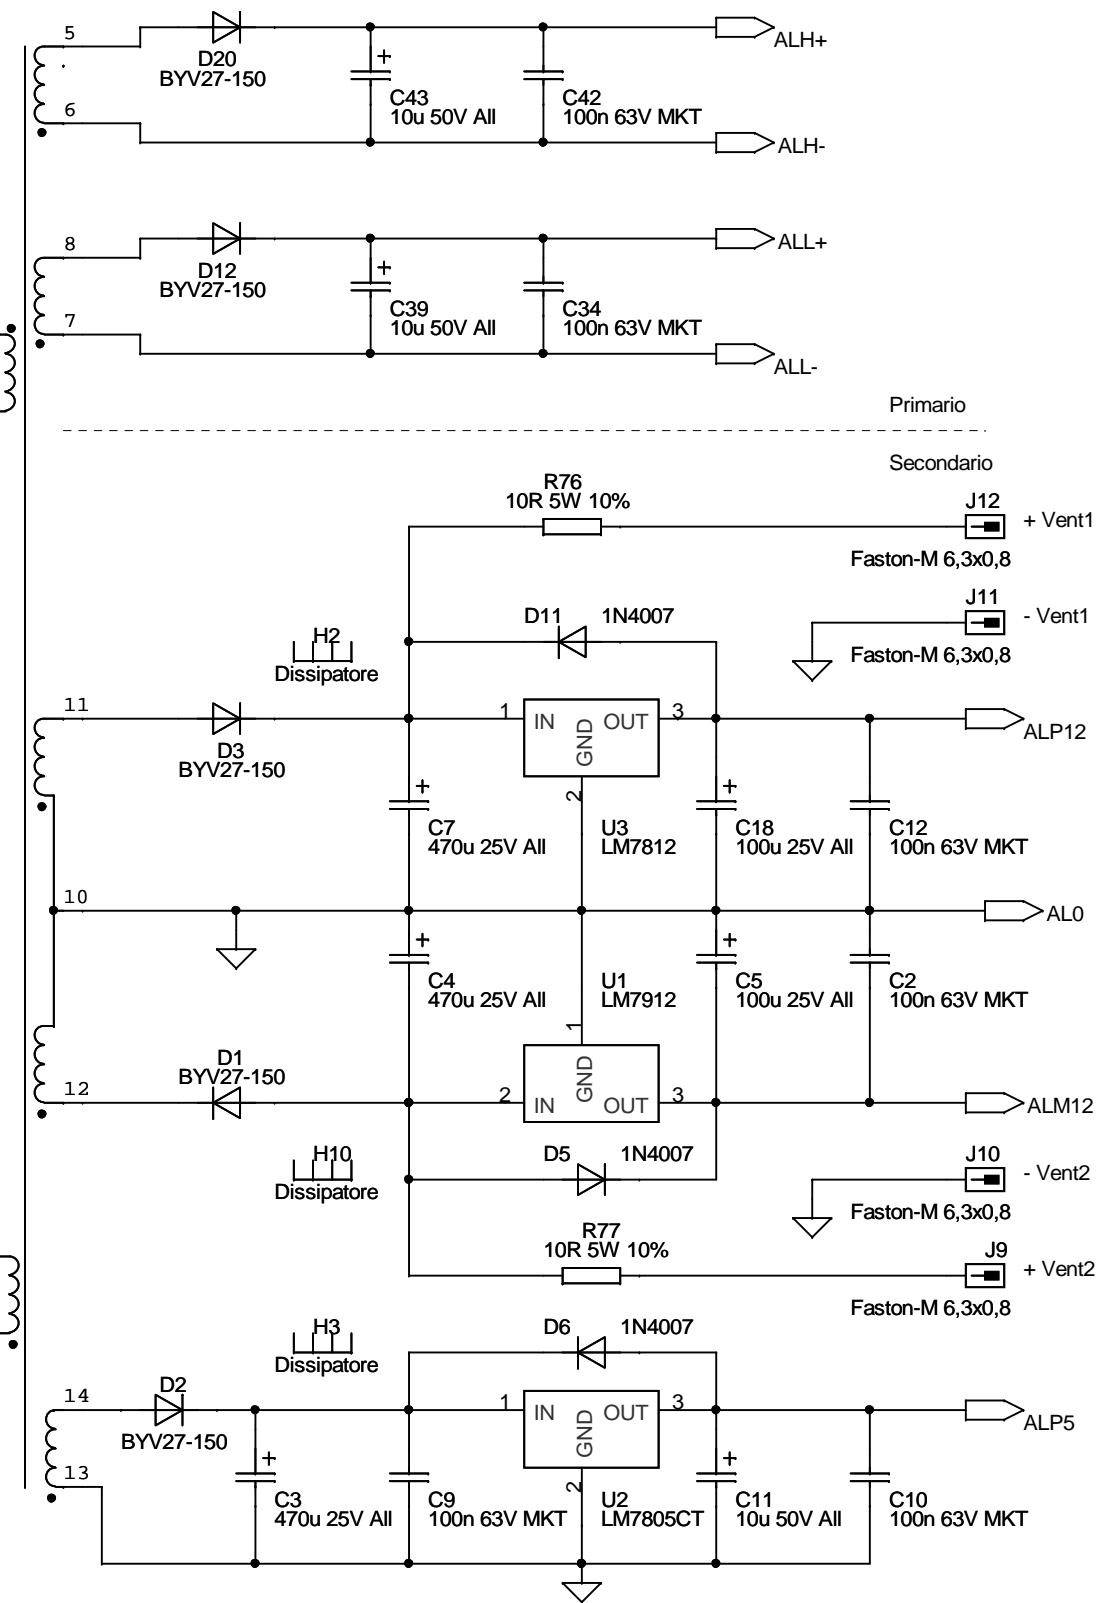 5
D20
BYV27-150
+
C43
10u 50V All
C42
100n 63V MKT
ALH+
6
ALH-
8
D12
BYV27-150
+
C39
10u 50V All
C34
100n 63V MKT
ALL+
7
ALL-
Primario
Secondario
R76
10R 5W 10%
J12
+ Vent1
Faston-M 6,3x0,8
D11 1N4007
J11
- Vent1
Faston-M 6,3x0,8
H2
Dissipatore
11
D3
BYV27-150
1 IN OUT 3
GND
2
ALP12
+
C7
470u 25V All
U3
LM7812
+
C18
100u 25V All
C12
100n 63V MKT
10
AL0
+
C4
470u 25V All
U1
LM7912
+
C5
100u 25V All
C2
100n 63V MKT
1
D1
BYV27-150
12
2 IN OUT 3
GND
ALM12
H10
Dissipatore
D5 1N4007
J10
- Vent2
Faston-M 6,3x0,8
R77
10R 5W 10%
J9
+ Vent2
Faston-M 6,3x0,8
H3
Dissipatore
D6 1N4007
14
D2
BYV27-150
1 IN OUT 3
GND
2
ALP5
13
+
C3
470u 25V All
C9
100n 63V MKT
U2
LM7805CT
+
C11
10u 50V All
C10
100n 63V MKT